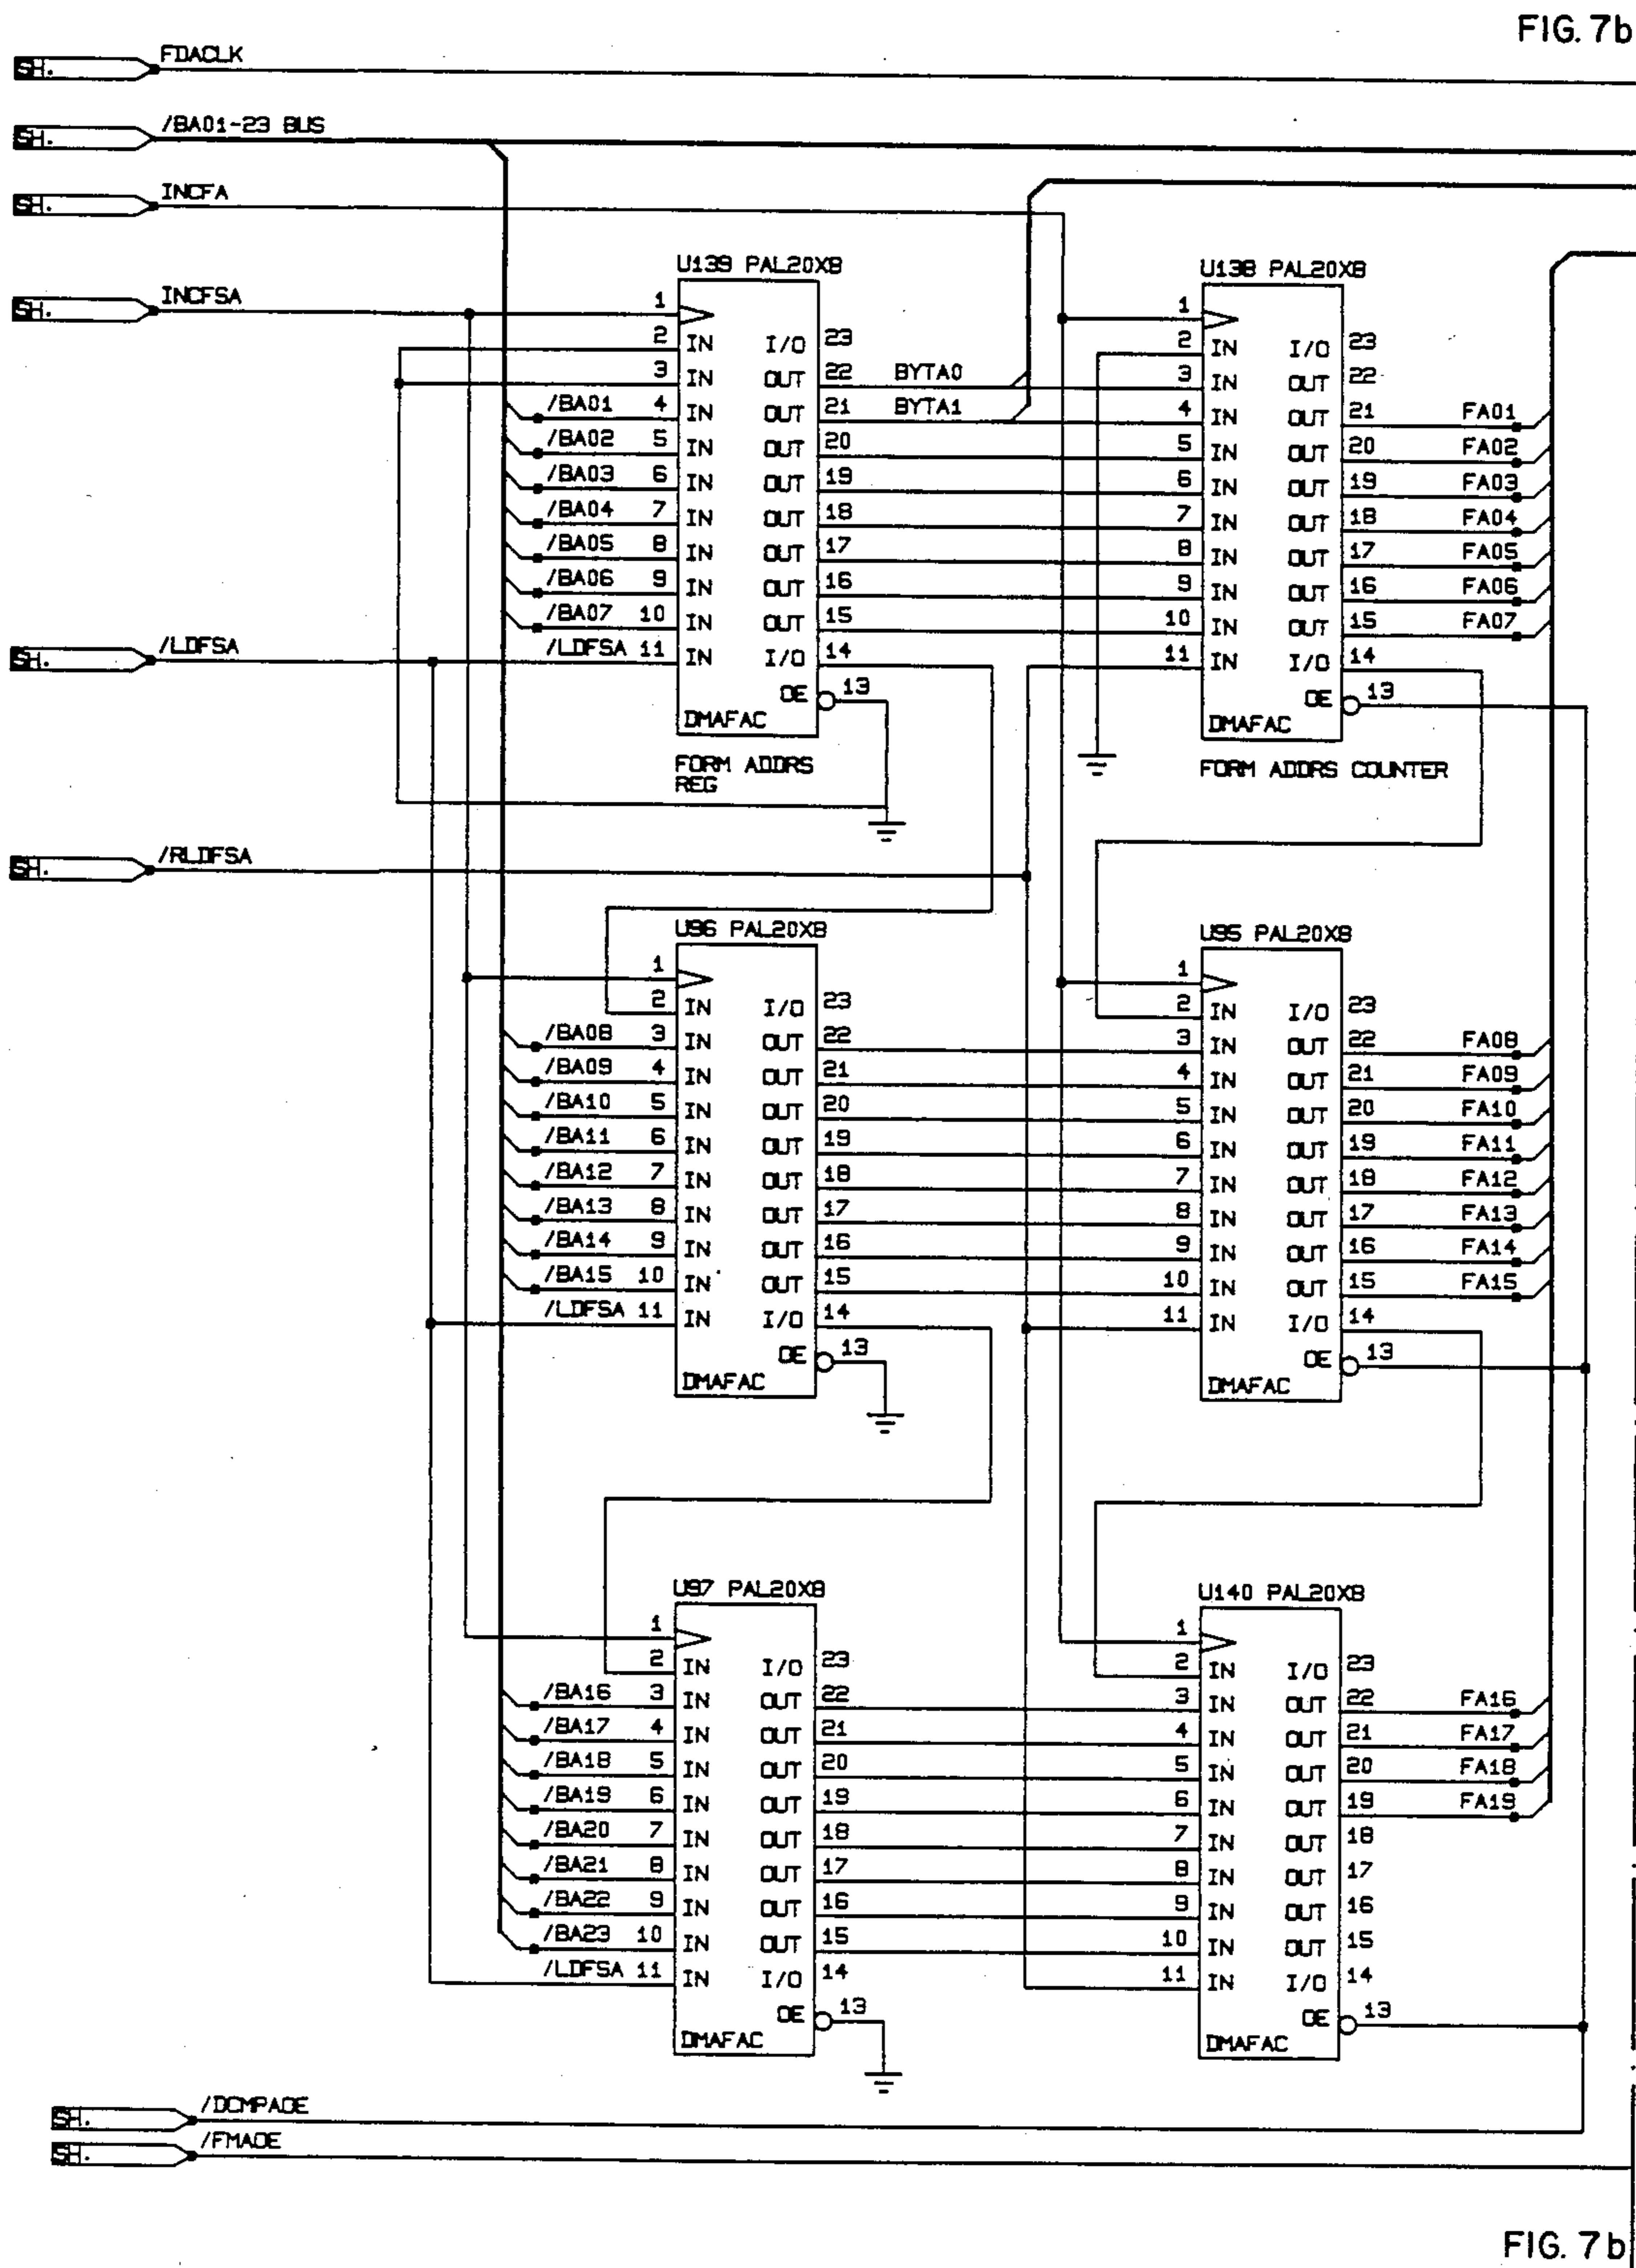 FIG. 7b
SH. FDACLK
SH. /BA01-23 BUS
SH. INCFA
SH. INCFSA
SH. /LDFSA
SH. /RLDFSA
U139 PAL20X8
1
2 IN I/O 23
3 IN OUT 22 BYTA0
/BA01 4 IN OUT 21 BYTA1
/BA02 5 IN OUT 20
/BA03 6 IN OUT 19
/BA04 7 IN OUT 18
/BA05 8 IN OUT 17
/BA06 9 IN OUT 16
/BA07 10 IN OUT 15
/LDFSA 11 IN I/O 14
OE 13
DMAFAC
FORM ADDRS
REG
U138 PAL20X8
1
2 IN I/O 23
3 IN OUT 22
4 IN OUT 21 FA01
5 IN OUT 20 FA02
6 IN OUT 19 FA03
7 IN OUT 18 FA04
8 IN OUT 17 FA05
9 IN OUT 16 FA06
10 IN OUT 15 FA07
11 IN I/O 14
OE 13
DMAFAC
FORM ADDRS COUNTER
U96 PAL20X8
1
2 IN I/O 23
/BA08 3 IN OUT 22
/BA09 4 IN OUT 21
/BA10 5 IN OUT 20
/BA11 6 IN OUT 19
/BA12 7 IN OUT 18
/BA13 8 IN OUT 17
/BA14 9 IN OUT 16
/BA15 10 IN OUT 15
/LDFSA 11 IN I/O 14
OE 13
DMAFAC
U95 PAL20X8
1
2 IN I/O 23
3 IN OUT 22 FA08
4 IN OUT 21 FA09
5 IN OUT 20 FA10
6 IN OUT 19 FA11
7 IN OUT 18 FA12
8 IN OUT 17 FA13
9 IN OUT 16 FA14
10 IN OUT 15 FA15
11 IN I/O 14
OE 13
DMAFAC
U97 PAL20X8
1
2 IN I/O 23
/BA16 3 IN OUT 22
/BA17 4 IN OUT 21
/BA18 5 IN OUT 20
/BA19 6 IN OUT 19
/BA20 7 IN OUT 18
/BA21 8 IN OUT 17
/BA22 9 IN OUT 16
/BA23 10 IN OUT 15
/LDFSA 11 IN I/O 14
OE 13
DMAFAC
U140 PAL20X8
1
2 IN I/O 23
3 IN OUT 22 FA16
4 IN OUT 21 FA17
5 IN OUT 20 FA18
6 IN OUT 19 FA19
7 IN OUT 18
8 IN OUT 17
9 IN OUT 16
10 IN OUT 15
11 IN I/O 14
OE 13
DMAFAC
SH. /DCMPAOE
SH. /FMAOE
FIG. 7b